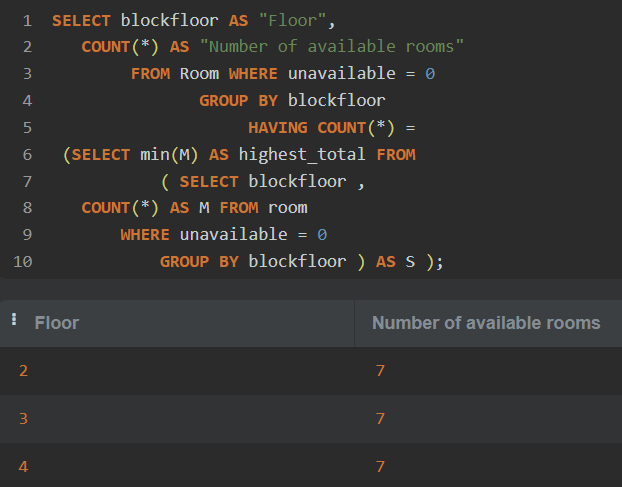 1 SELECT blockfloor AS "Floor",
2 COUNT(*) AS "Number of available rooms"
3 FROM Room WHERE unavailable = 0
4 GROUP BY blockfloor
5 HAVING COUNT(*) =
6 (SELECT min(M) AS highest_total FROM
7 ( SELECT blockfloor ,
8 COUNT(*) AS M FROM room
9 WHERE unavailable = 0
10 GROUP BY blockfloor ) AS S );
Floor Number of available rooms
2 7
3 7
4 7